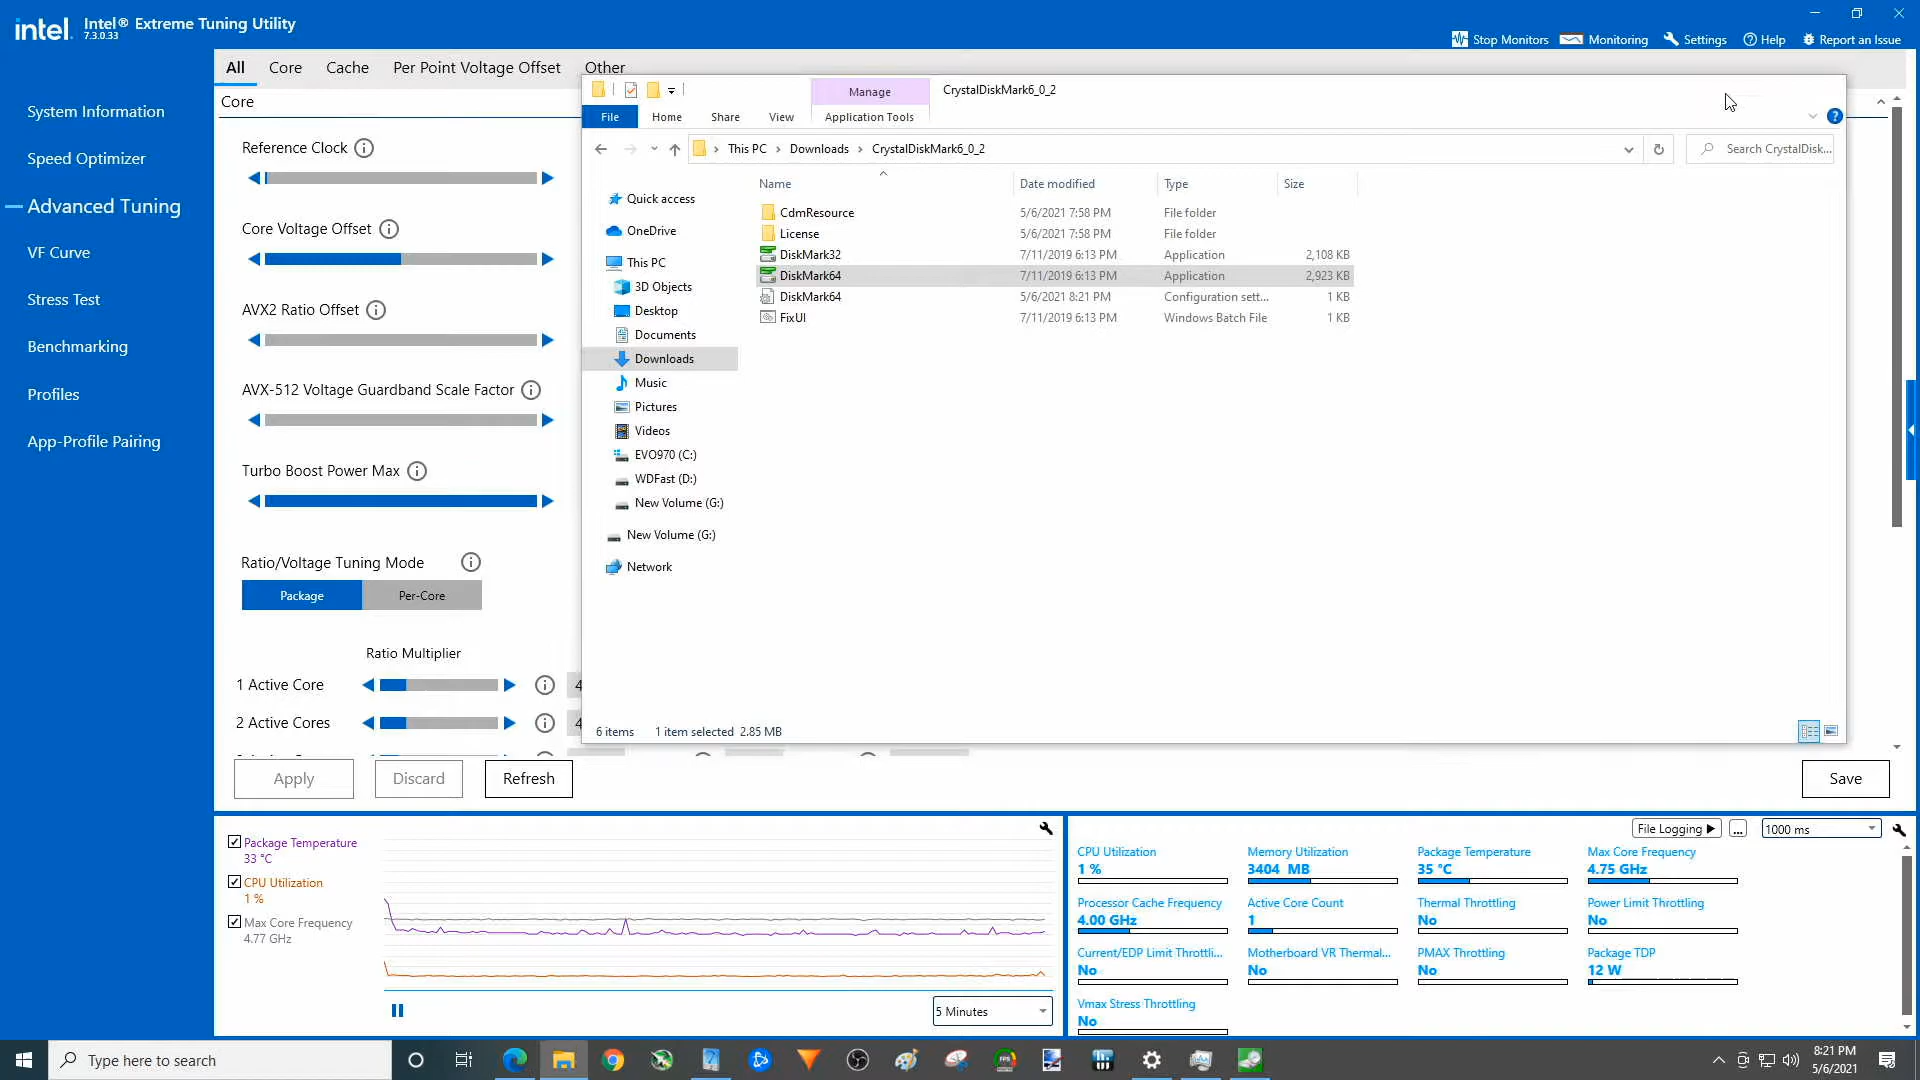 intel. Intel® Extreme Tuning Utility
7.3.0.33
Stop Monitors Monitoring Settings Help Report an Issue
System Information
Speed Optimizer
Advanced Tuning
VF Curve
Stress Test
Benchmarking
Profiles
App-Profile Pairing
All Core Cache Per Point Voltage Offset Other
Core
Reference Clock
Core Voltage Offset
AVX2 Ratio Offset
AVX-512 Voltage Guardband Scale Factor
Turbo Boost Power Max
Ratio/Voltage Tuning Mode
Package Per-Core
Ratio Multiplier
1 Active Core 4
2 Active Cores 4
Apply Discard Refresh Save
Manage CrystalDiskMark6_0_2
File Home Share View Application Tools
This PC › Downloads › CrystalDiskMark6_0_2
Search CrystalDisk...
Quick access
OneDrive
This PC
3D Objects
Desktop
Documents
Downloads
Music
Pictures
Videos
EVO970 (C:)
WDFast (D:)
New Volume (G:)
New Volume (G:)
Network
Name Date modified Type Size
CdmResource 5/6/2021 7:58 PM File folder
License 5/6/2021 7:58 PM File folder
DiskMark32 7/11/2019 6:13 PM Application 2,108 KB
DiskMark64 7/11/2019 6:13 PM Application 2,923 KB
DiskMark64 5/6/2021 8:21 PM Configuration sett... 1 KB
FixUI 7/11/2019 6:13 PM Windows Batch File 1 KB
6 items 1 item selected 2.85 MB
Package Temperature
33 °C
CPU Utilization
1 %
Max Core Frequency
4.77 GHz
5 Minutes
File Logging ... 1000 ms
CPU Utilization Memory Utilization Package Temperature Max Core Frequency
1 % 3404 MB 35 °C 4.75 GHz
Processor Cache Frequency Active Core Count Thermal Throttling Power Limit Throttling
4.00 GHz 1 No No
Current/EDP Limit Throttli... Motherboard VR Thermal... PMAX Throttling Package TDP
No No No 12 W
Vmax Stress Throttling
No
Type here to search
8:21 PM
5/6/2021